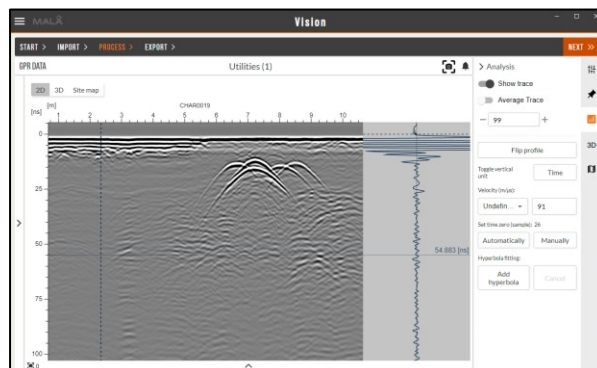 MALÅ
Vision
START > IMPORT > PROCESS > EXPORT >
NEXT >>
GPR DATA
Utilities (1)
> Analysis
2D 3D Site map
Show trace
[m]
CHAR0019
Average Trace
[ns]
1 2 3 4 5 6 7 8 9 10
0
− 99 +
3D
Flip profile
25
Toggle vertical unit
Time
Velocity (m/µs):
Undefin... 91
Set time zero (sample): 26
50
54.883 [ns]
Automatically Manually
Hyperbola fitting:
Add hyperbola
Cancel
75
100
0